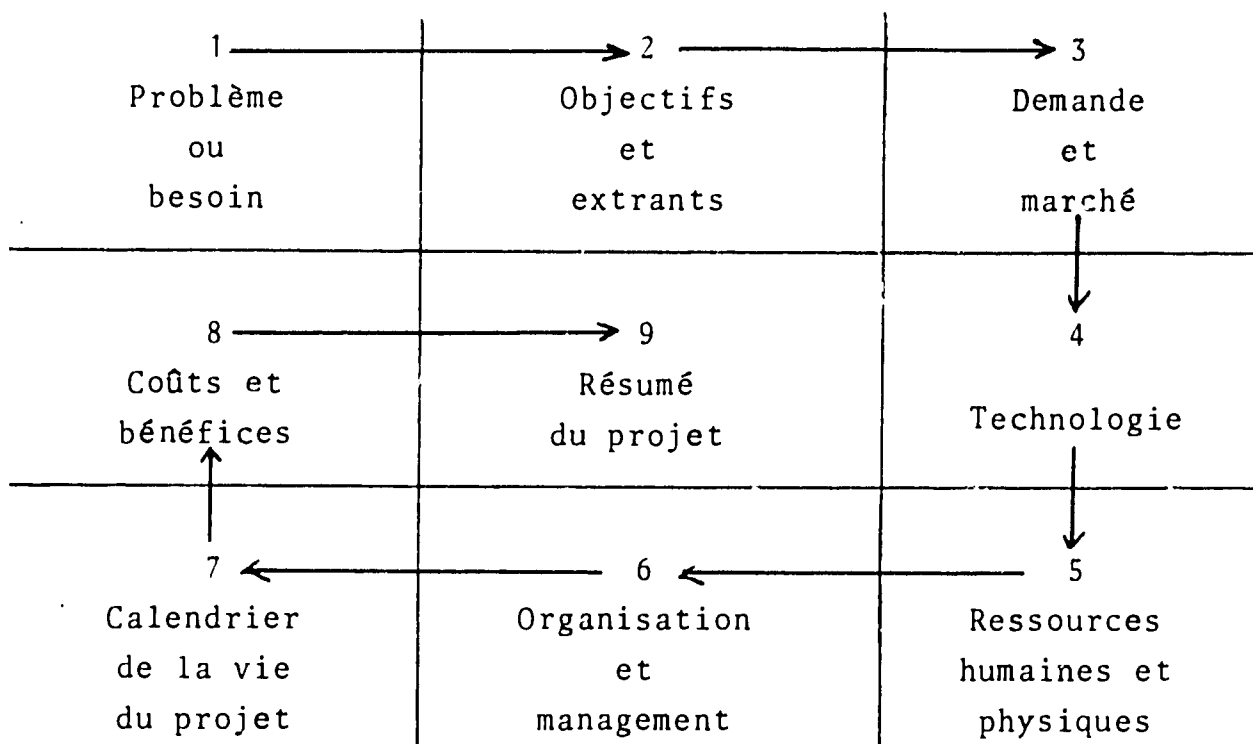 1
Problème
ou
besoin
2
Objectifs
et
extrants
3
Demande
et
marché
8
Coûts et
bénéfices
9
Résumé
du projet
4
Technologie
7
Calendrier
de la vie
du projet
6
Organisation
et
management
5
Ressources
humaines et
physiques